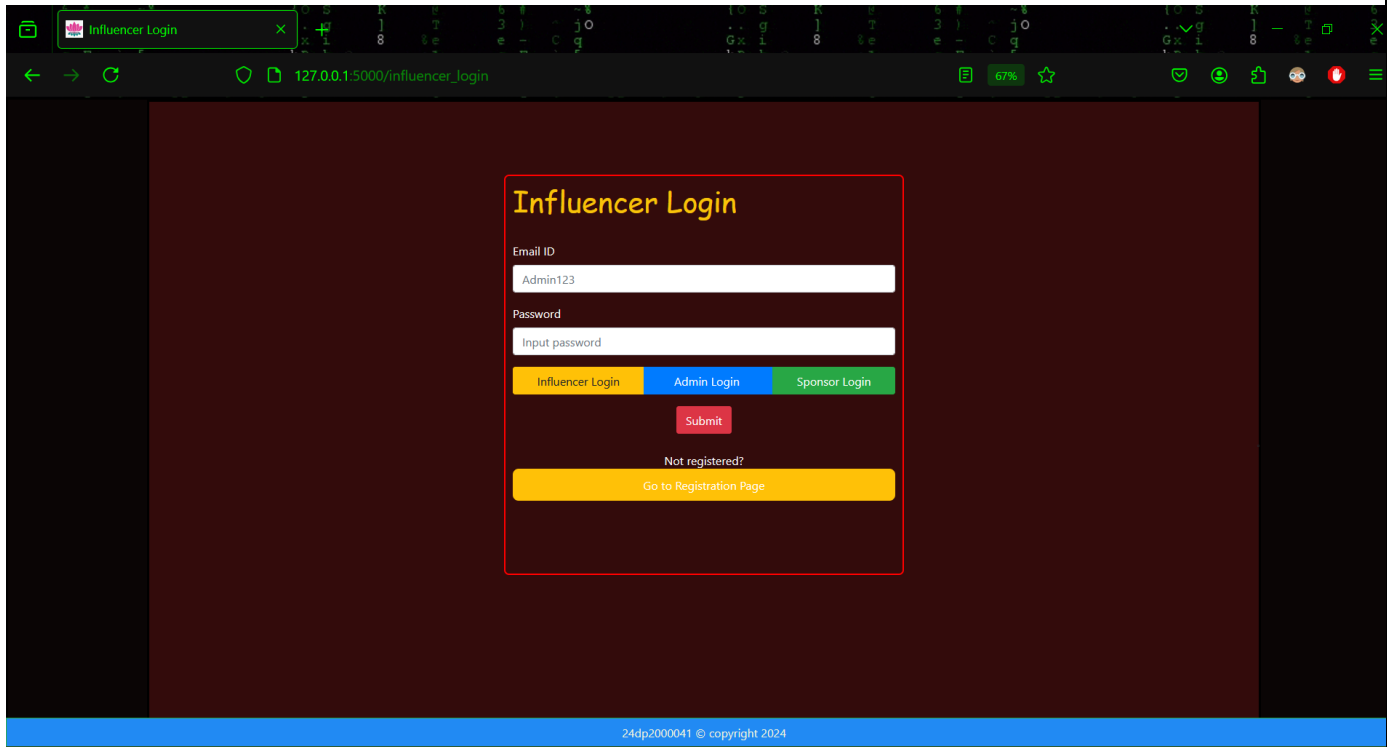 Influencer Login
127.0.0.1:5000/influencer_login
67%
Influencer Login
Email ID
Admin123
Password
Input password
Influencer Login Admin Login Sponsor Login
Submit
Not registered?
Go to Registration Page
24dp2000041 © copyright 2024